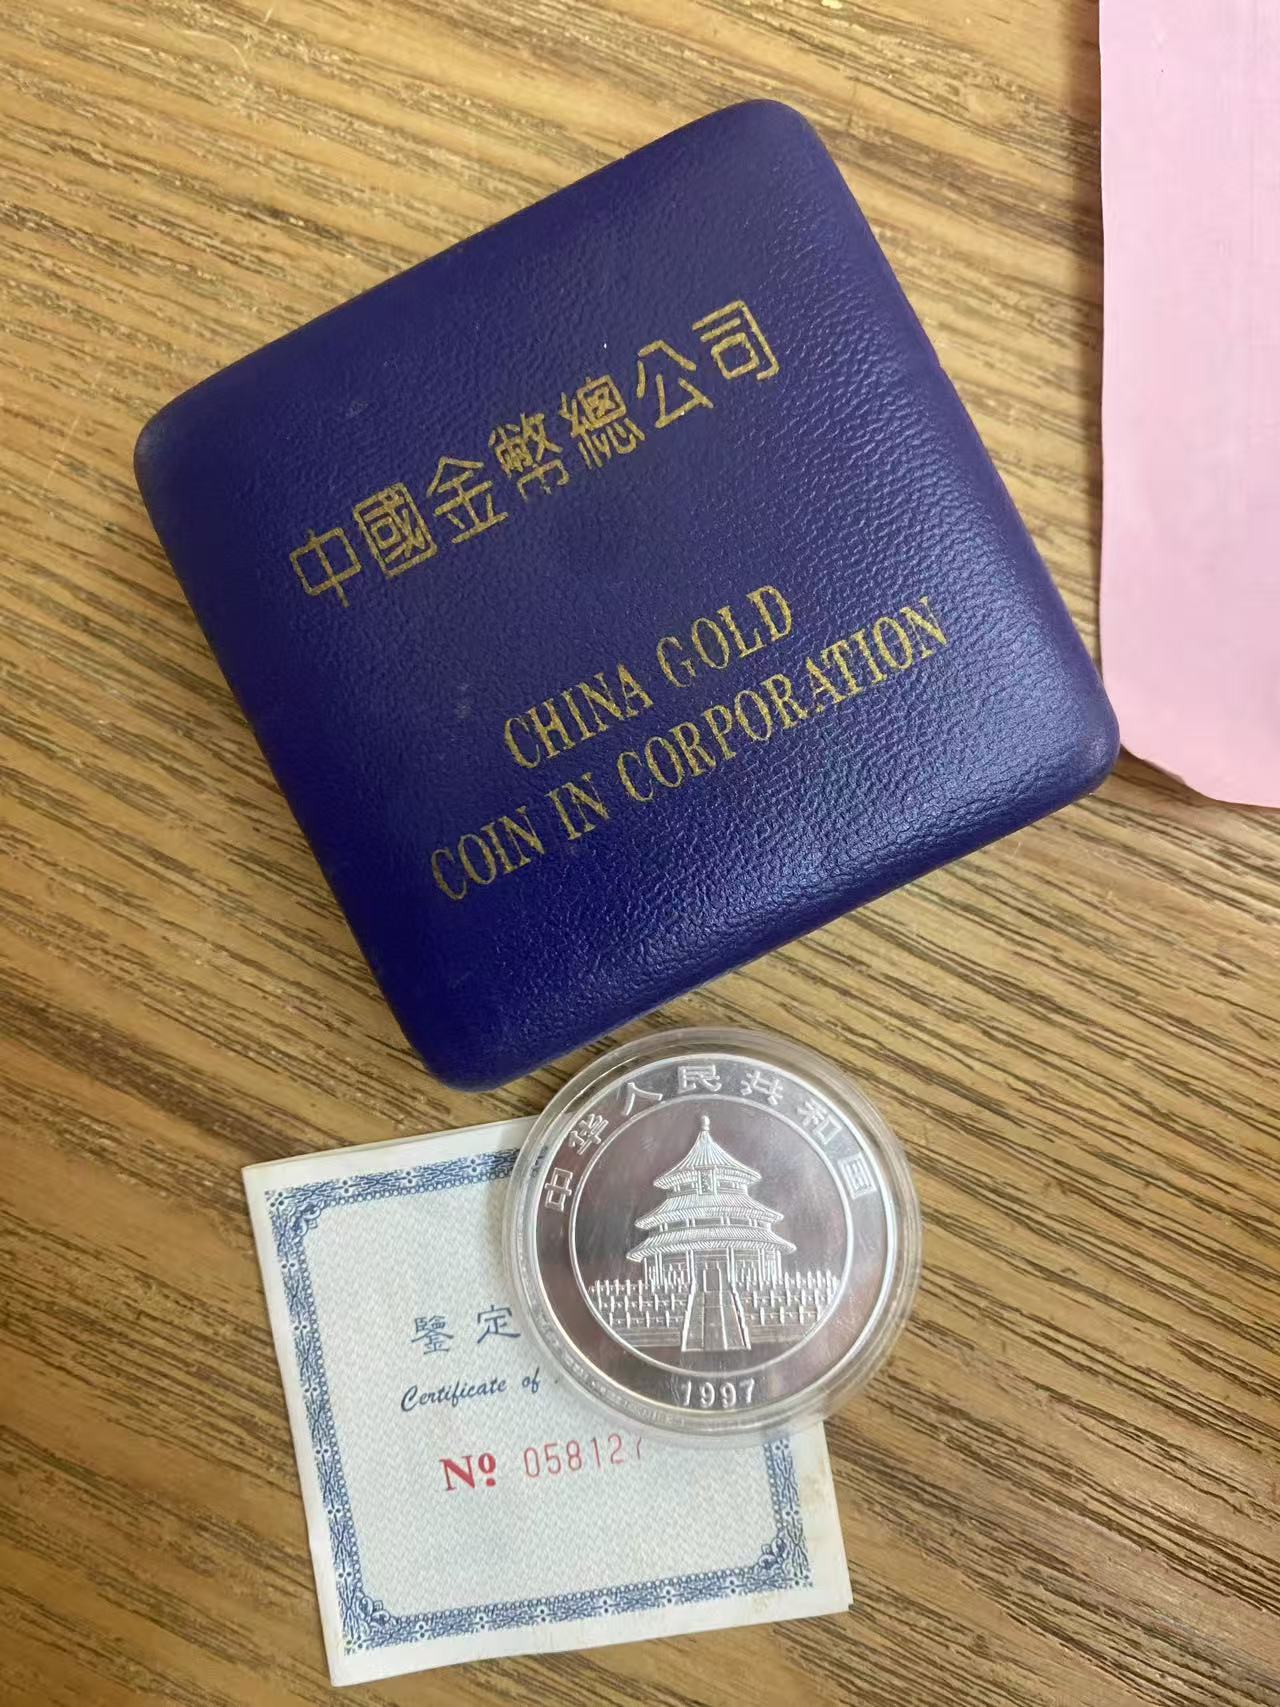 中國金幣總公司
CHINA GOLD
COIN IN CORPORATION
中华人民共和国
1997
鑒定
Certificate of
Nº 058127